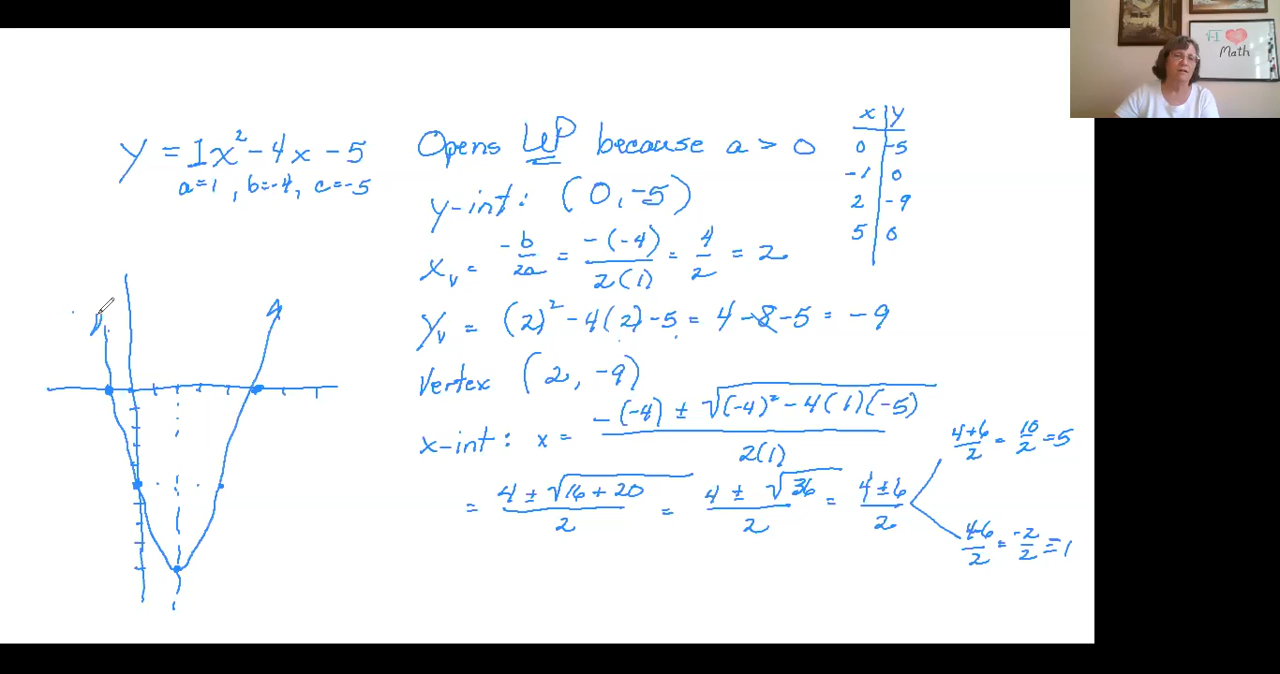 √-1 ♥
Math
y = 1x² - 4x - 5
a=1, b=-4, c=-5
Opens UP because a > 0
y-int: (0, -5)
xᵥ = -b/2a = -(-4)/2(1) = 4/2 = 2
yᵥ = (2)² - 4(2) - 5 = 4 - 8 - 5 = -9
Vertex (2, -9)
x-int: x = -(-4) ± √(-4)² - 4(1)(-5) / 2(1)
= 4 ± √16 + 20 / 2 = 4 ± √36 / 2 = 4 ± 6 / 2
4+6/2 = 10/2 = 5
4-6/2 = -2/2 = -1
x | y
0 | -5
-1 | 0
2 | -9
5 | 0